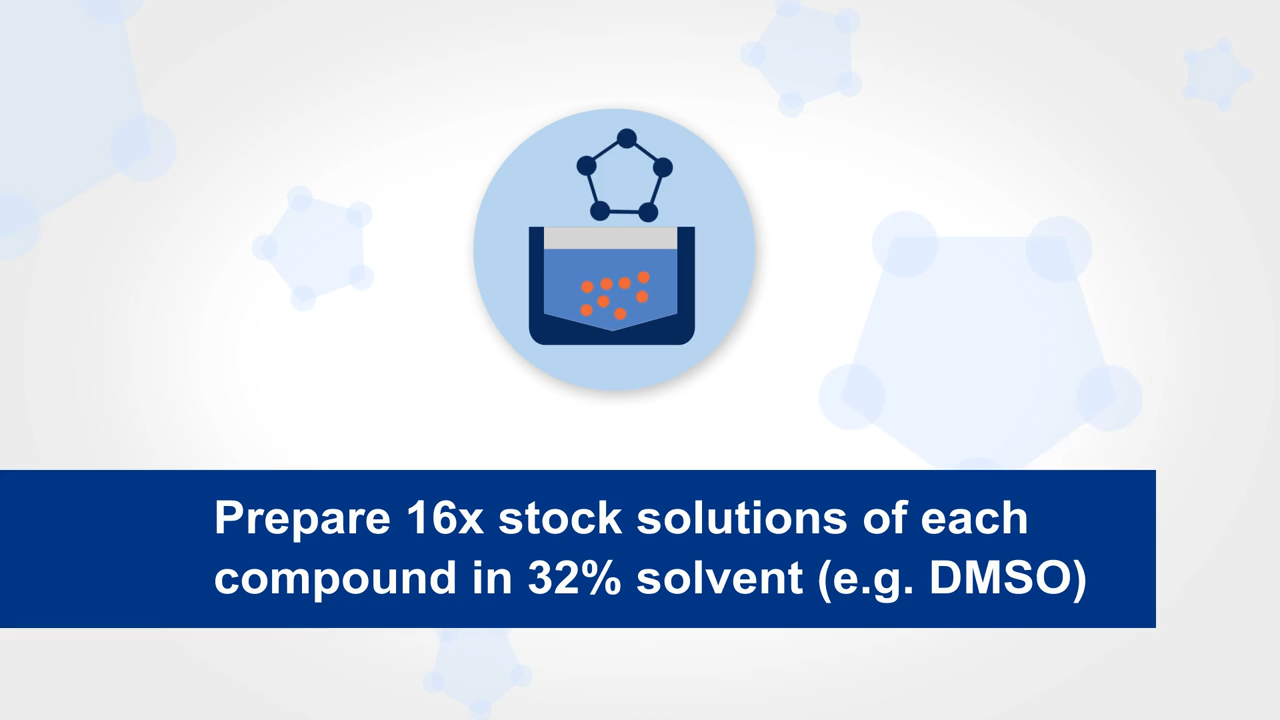 Prepare 16x stock solutions of each
compound in 32% solvent (e.g. DMSO)